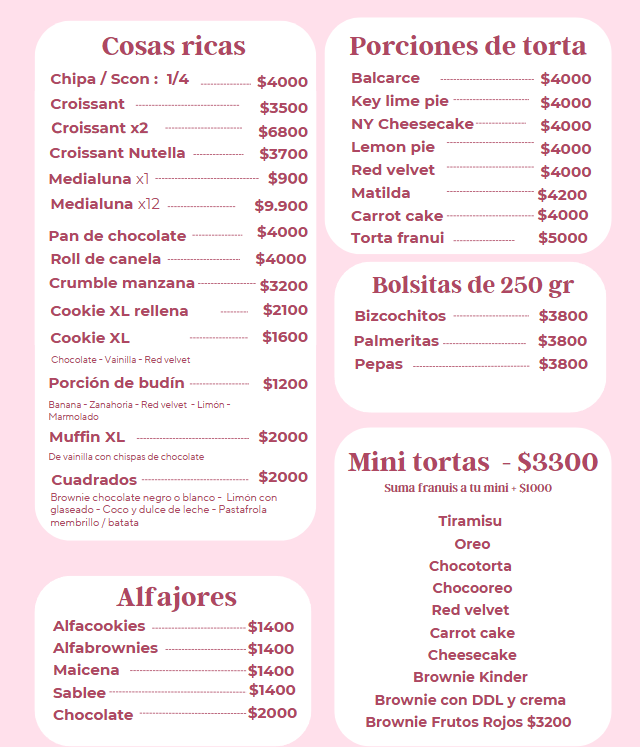 Cosas ricas
Chipa / Scon : 1/4 $4000
Croissant $3500
Croissant x2 $6800
Croissant Nutella $3700
Medialuna x1 $900
Medialuna x12 $9.900
Pan de chocolate $4000
Roll de canela $4000
Crumble manzana $3200
Cookie XL rellena $2100
Cookie XL $1600
Chocolate - Vainilla - Red velvet
Porción de budín $1200
Banana - Zanahoria - Red velvet - Limón -
Marmolado
Muffin XL $2000
De vainilla con chispas de chocolate
Cuadrados $2000
Brownie chocolate negro o blanco - Limón con
glaseado - Coco y dulce de leche - Pastafrola
membrillo / batata
Alfajores
Alfacookies $1400
Alfabrownies $1400
Maicena $1400
Sablee $1400
Chocolate $2000
Porciones de torta
Balcarce $4000
Key lime pie $4000
NY Cheesecake $4000
Lemon pie $4000
Red velvet $4000
Matilda $4200
Carrot cake $4000
Torta franui $5000
Bolsitas de 250 gr
Bizcochitos $3800
Palmeritas $3800
Pepas $3800
Mini tortas - $3300
Suma franuis a tu mini + $1000
Tiramisu
Oreo
Chocotorta
Chocooreo
Red velvet
Carrot cake
Cheesecake
Brownie Kinder
Brownie con DDL y crema
Brownie Frutos Rojos $3200